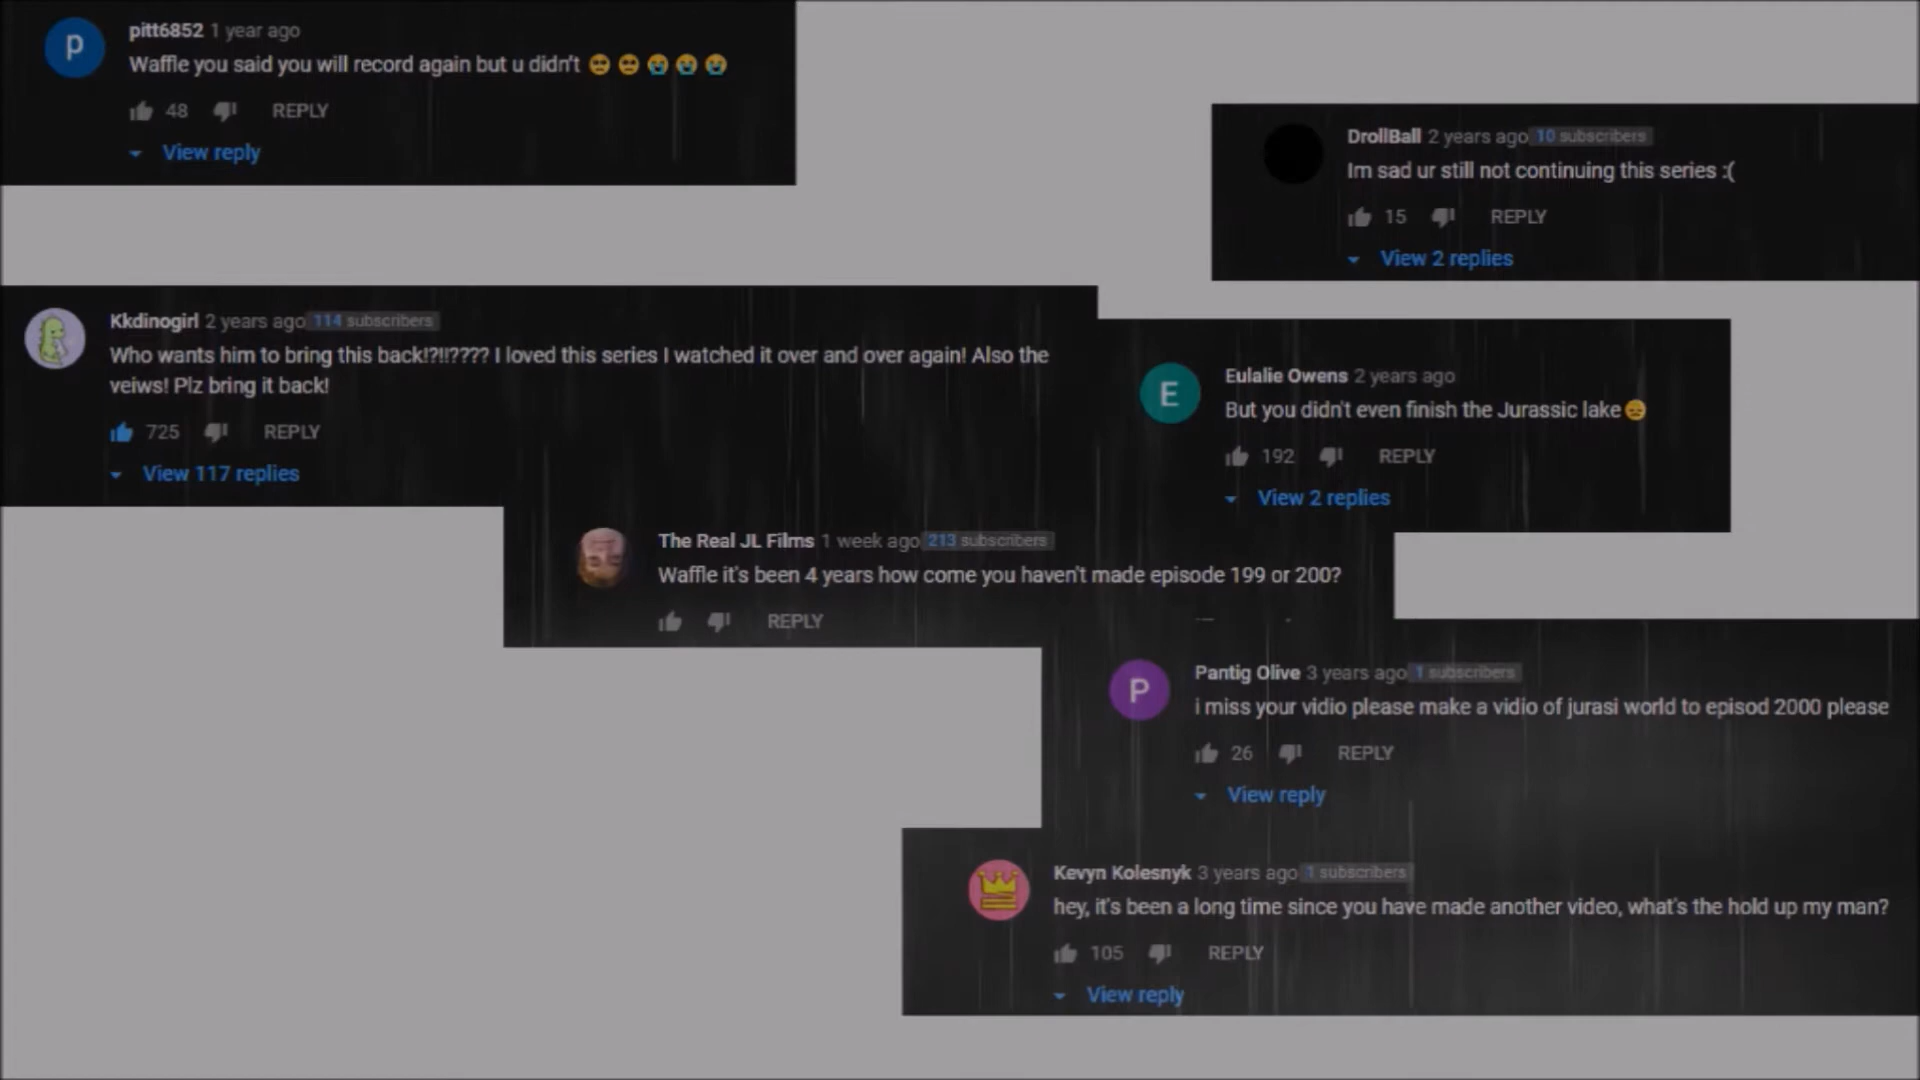 p
pitt6852 1 year ago
Waffle you said you will record again but u didn't 😔 😔 😭 😭 😭
48 REPLY
View reply
DrollBall 2 years ago 10 subscribers
Im sad ur still not continuing this series :(
15 REPLY
View 2 replies
Kkdinogirl 2 years ago 114 subscribers
Who wants him to bring this back!?!!???? I loved this series I watched it over and over again! Also the
veiws! Plz bring it back!
725 REPLY
View 117 replies
E
Eulalie Owens 2 years ago
But you didn't even finish the Jurassic lake😑
192 REPLY
View 2 replies
The Real JL Films 1 week ago 213 subscribers
Waffle it's been 4 years how come you haven't made episode 199 or 200?
REPLY
P
Pantig Olive 3 years ago 1 subscribers
i miss your vidio please make a vidio of jurasi world to episod 2000 please
26 REPLY
View reply
Kevyn Kolesnyk 3 years ago 1 subscribers
hey, it's been a long time since you have made another video, what's the hold up my man?
105 REPLY
View reply